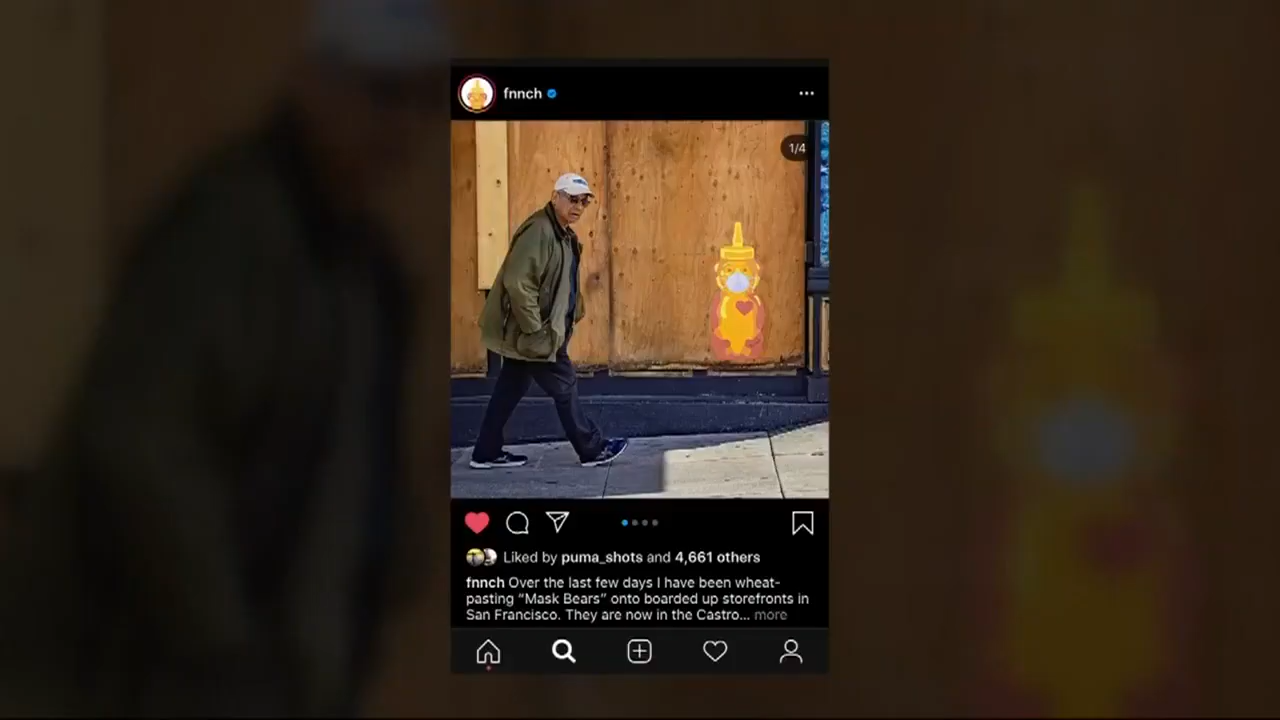 fnnch
1/4
Liked by puma_shots and 4,661 others
fnnch Over the last few days I have been wheat-
pasting “Mask Bears” onto boarded up storefronts in
San Francisco. They are now in the Castro... more